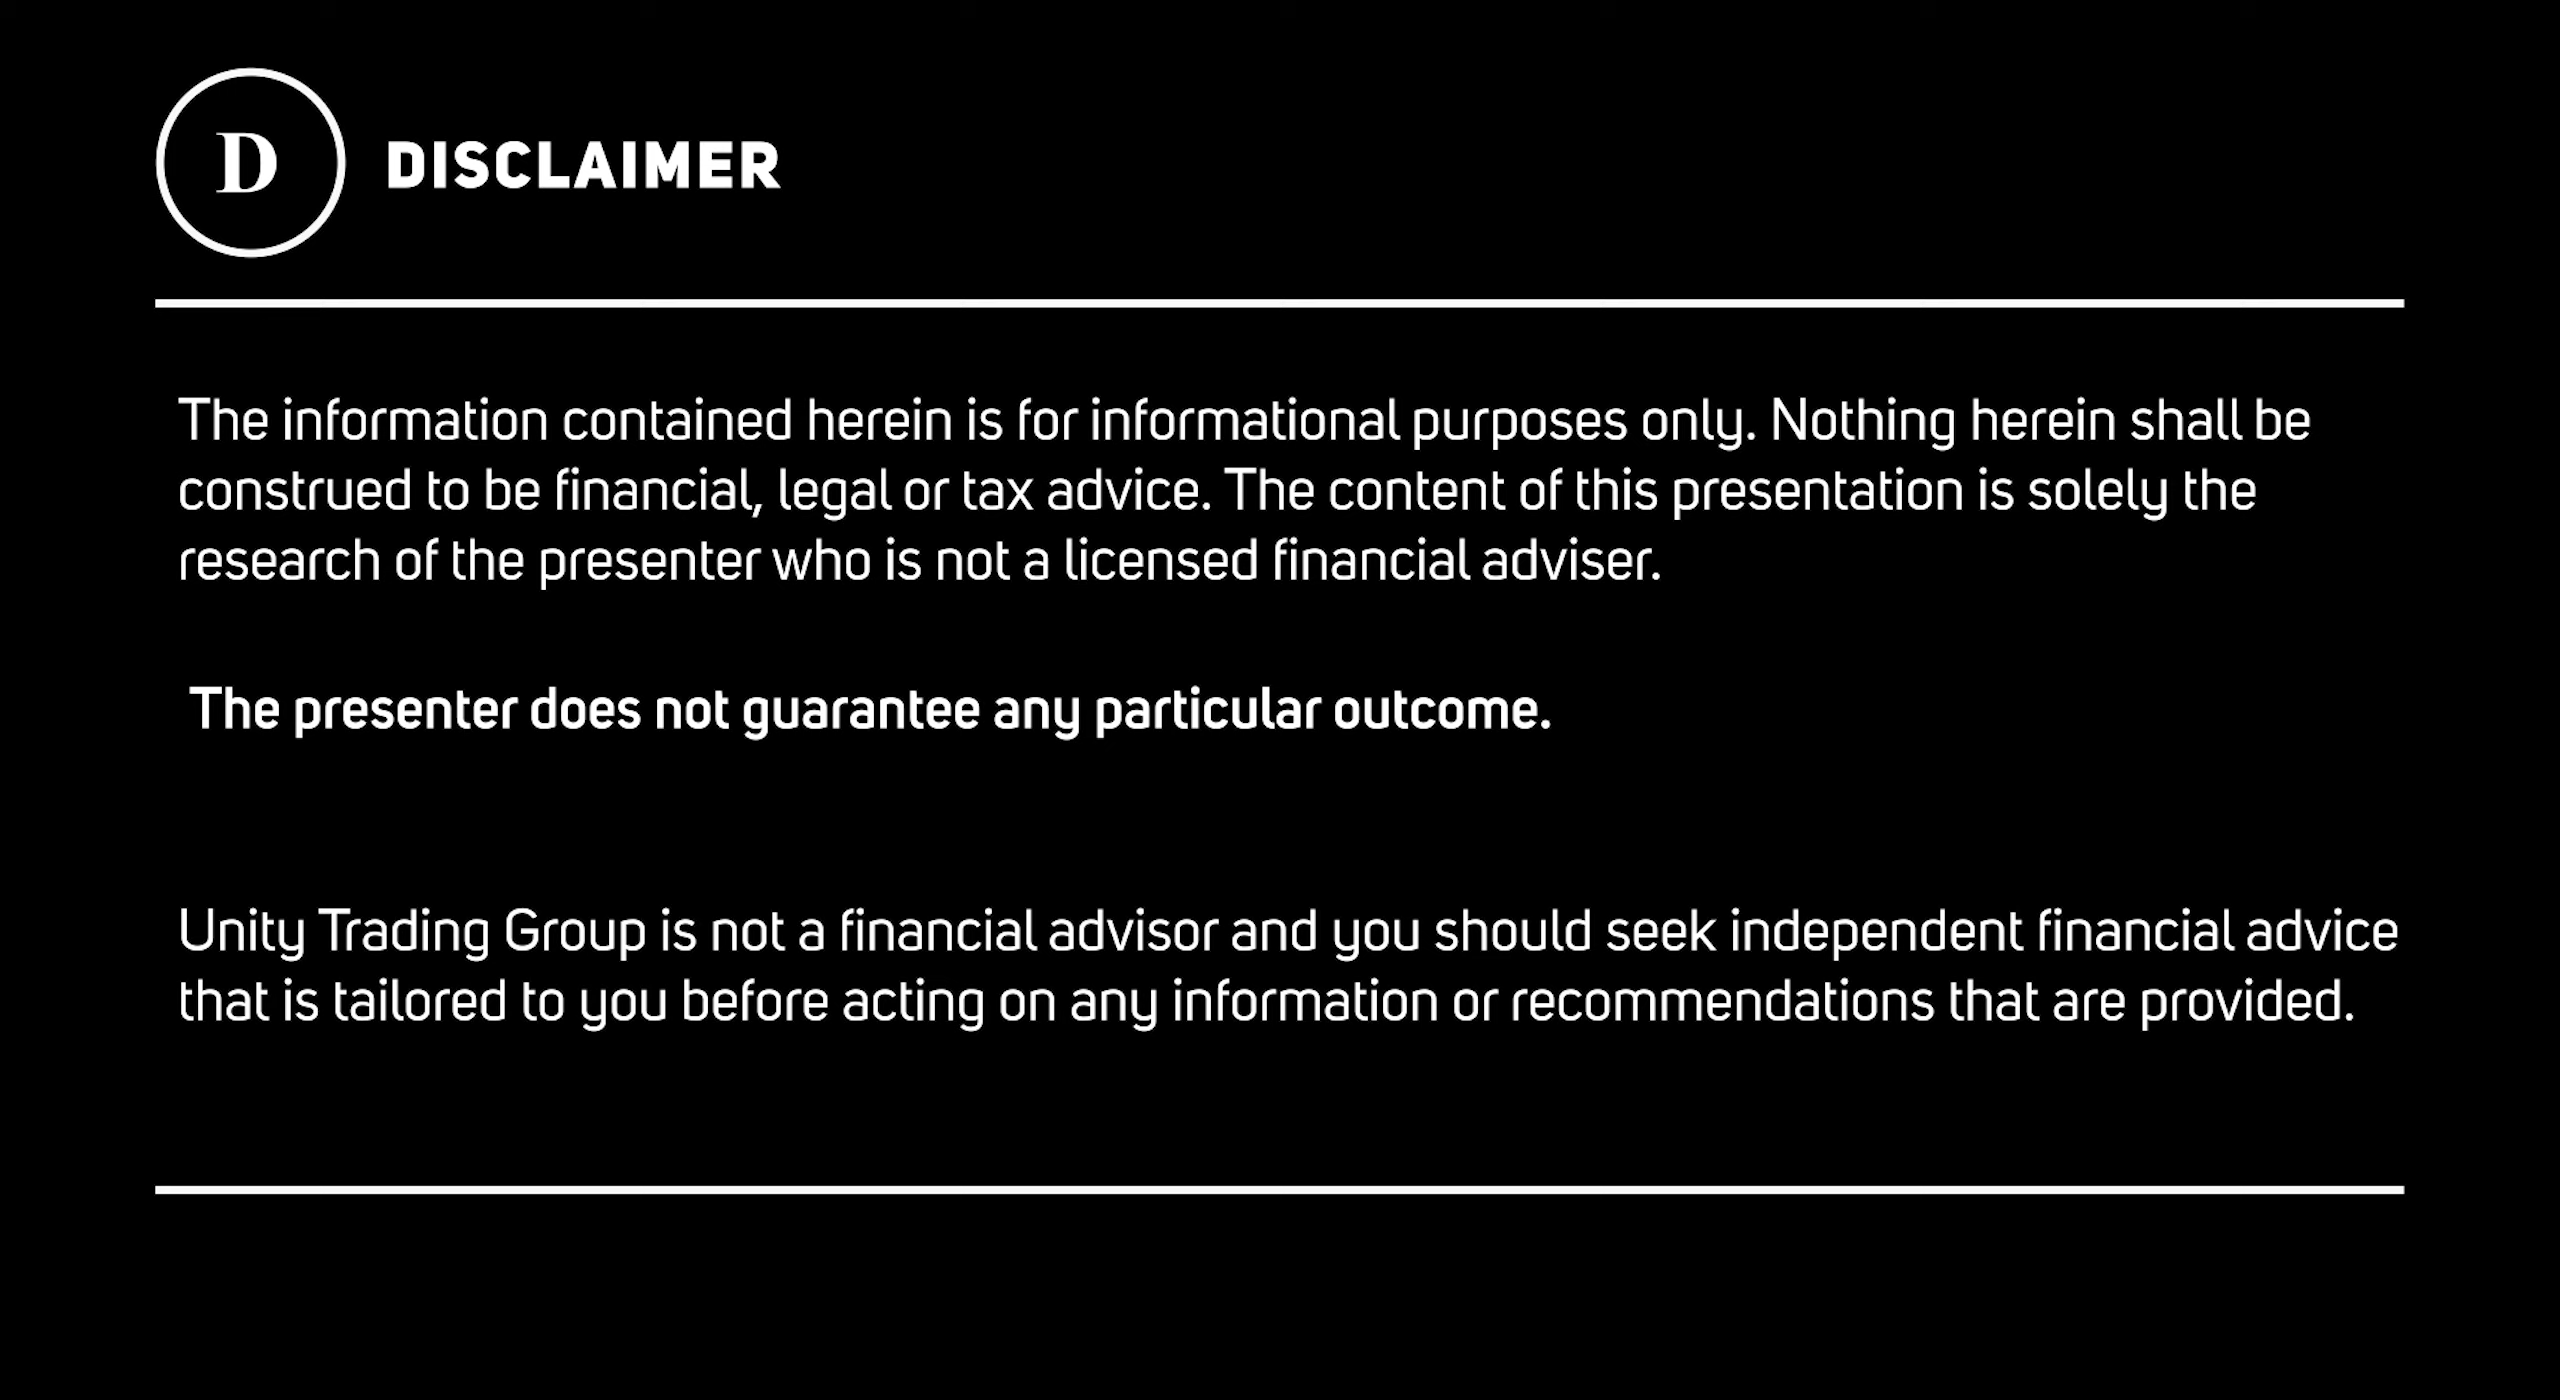 D
DISCLAIMER
The information contained herein is for informational purposes only. Nothing herein shall be
construed to be financial, legal or tax advice. The content of this presentation is solely the
research of the presenter who is not a licensed financial adviser.
The presenter does not guarantee any particular outcome.
Unity Trading Group is not a financial advisor and you should seek independent financial advice
that is tailored to you before acting on any information or recommendations that are provided.